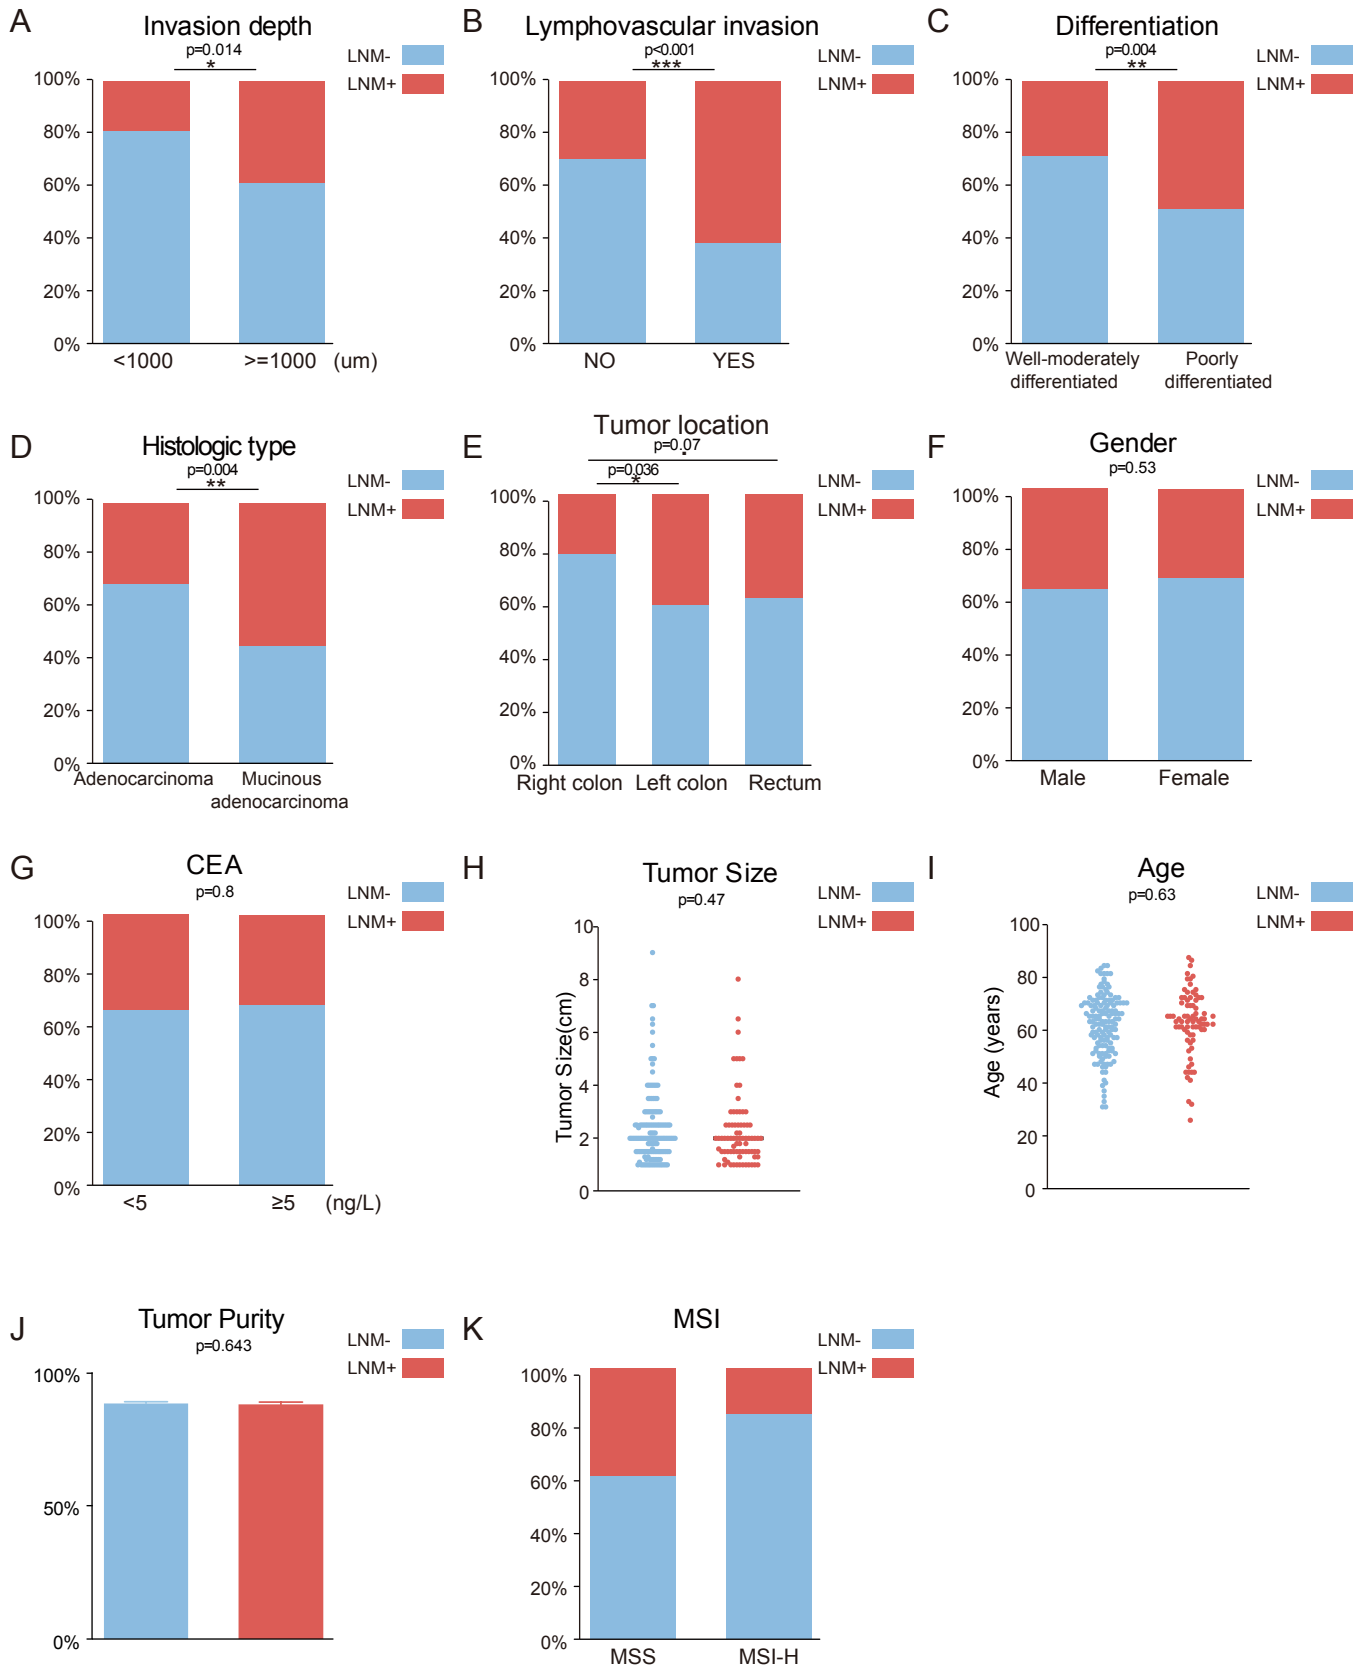 A
Invasion depth
p=0.014
*
LNM-
LNM+
100%
80%
60%
40%
20%
0%
<1000
>=1000
(um)
B
Lymphovascular invasion
p<0.001
***
LNM-
LNM+
100%
80%
60%
40%
20%
0%
NO
YES
C
Differentiation
p=0.004
**
LNM-
LNM+
100%
80%
60%
40%
20%
0%
Well-moderately
differentiated
Poorly
differentiated
D
Histologic type
p=0.004
**
LNM-
LNM+
100%
80%
60%
40%
20%
0%
Adenocarcinoma
Mucinous
adenocarcinoma
E
Tumor location
p=0.07
.
p=0.036
*
LNM-
LNM+
100%
80%
60%
40%
20%
0%
Right colon
Left colon
Rectum
F
Gender
p=0.53
LNM-
LNM+
100%
80%
60%
40%
20%
0%
Male
Female
G
CEA
p=0.8
LNM-
LNM+
100%
80%
60%
40%
20%
0%
<5
≥5
(ng/L)
H
Tumor Size
p=0.47
LNM-
LNM+
Tumor Size(cm)
10
8
6
4
2
0
I
Age
p=0.63
LNM-
LNM+
Age (years)
100
80
60
40
20
0
J
Tumor Purity
p=0.643
LNM-
LNM+
100%
50%
0%
K
MSI
LNM-
LNM+
100%
80%
60%
40%
20%
0%
MSS
MSI-H